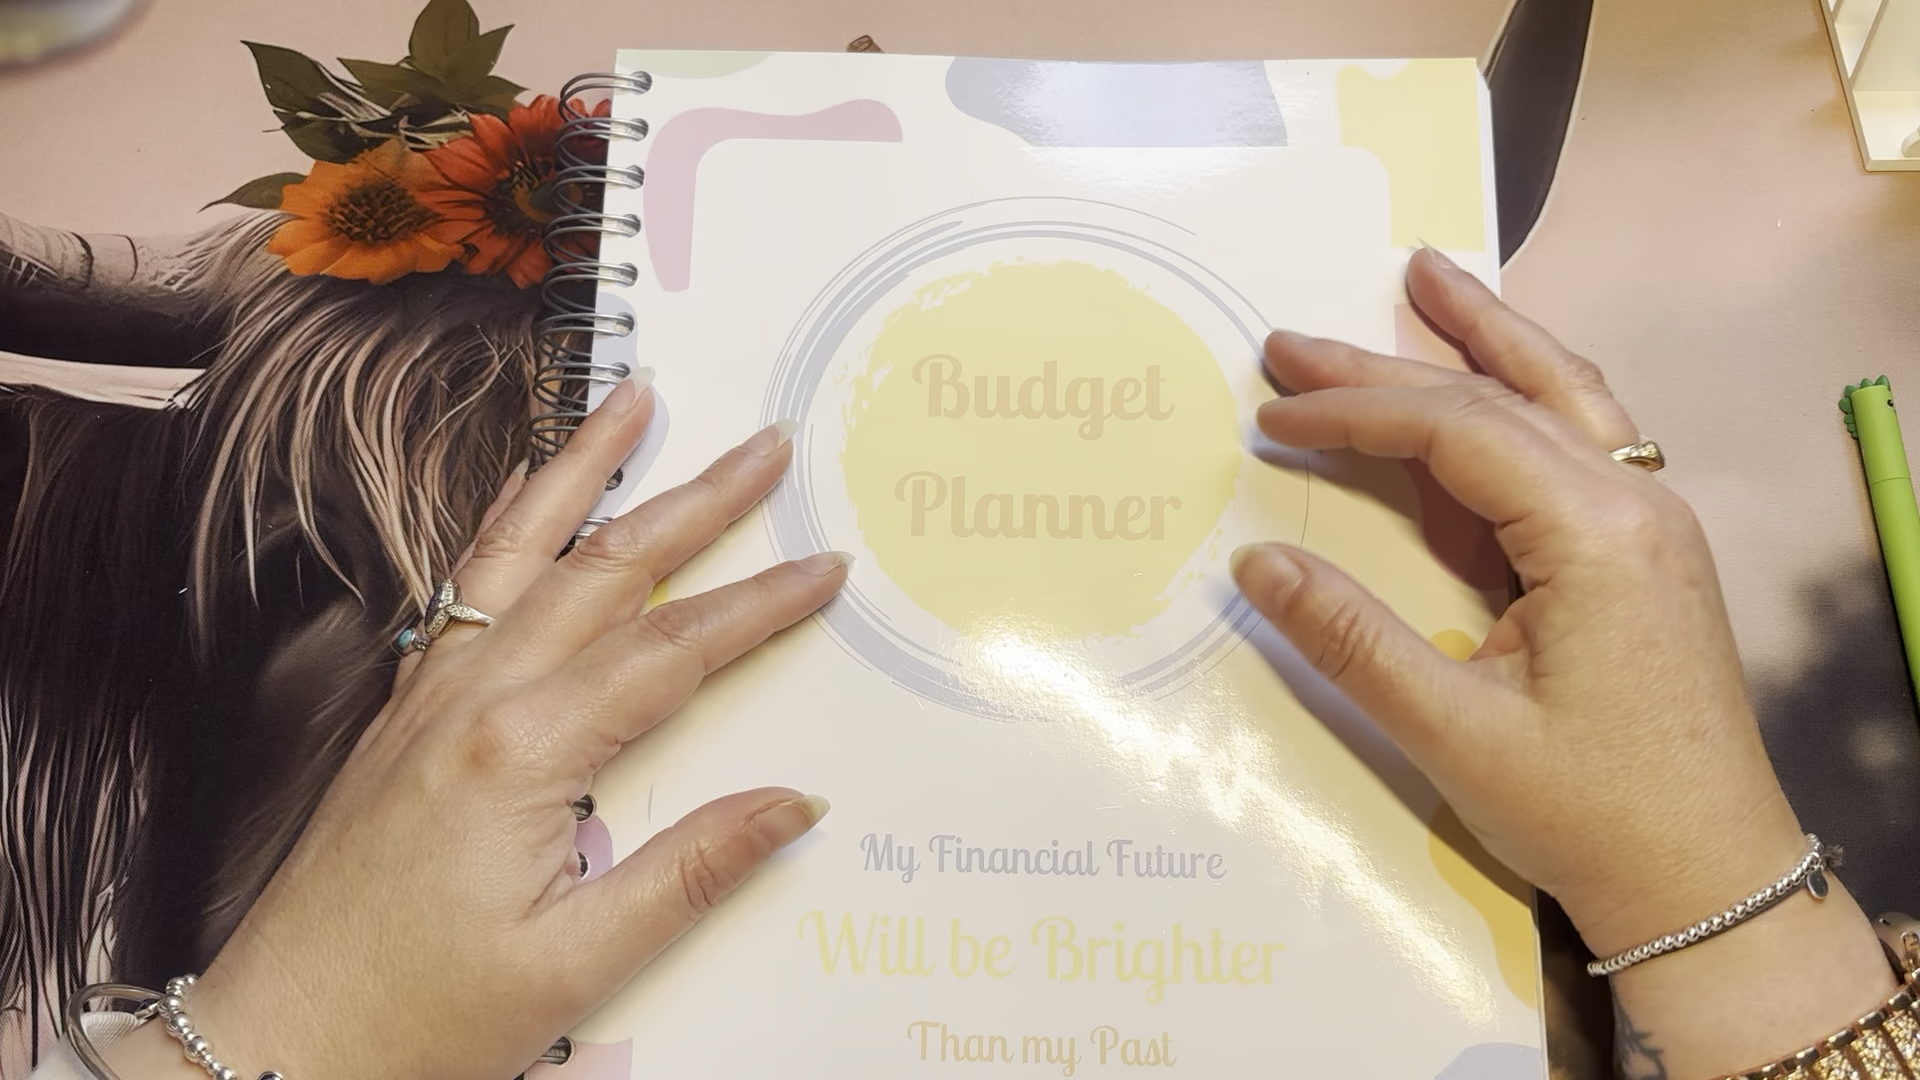 Budget
Planner
My Financial Future
Will be Brighter
Than my Past